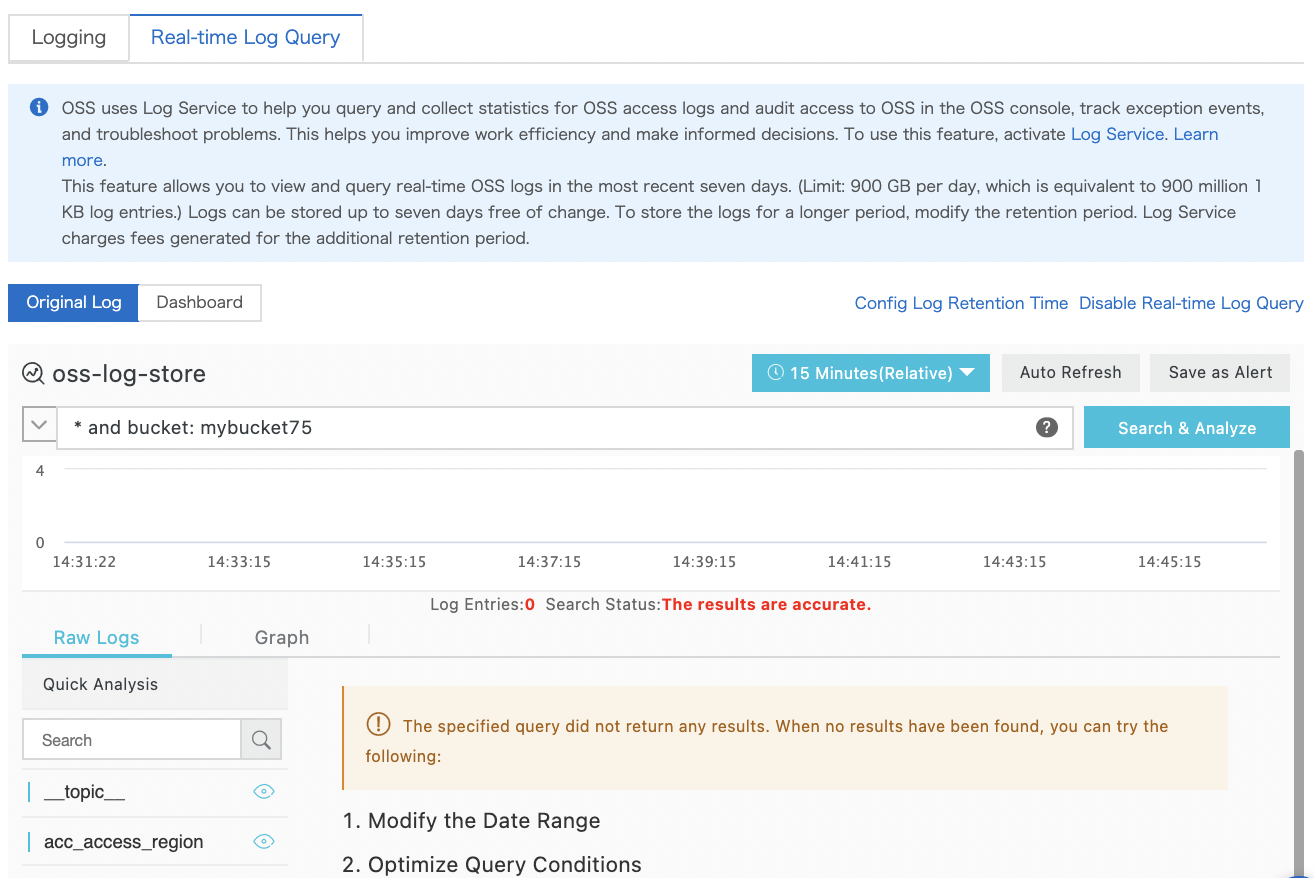 Logging
Real-time Log Query
OSS uses Log Service to help you query and collect statistics for OSS access logs and audit access to OSS in the OSS console, track exception events,
and troubleshoot problems. This helps you improve work efficiency and make informed decisions. To use this feature, activate Log Service. Learn
more.
This feature allows you to view and query real-time OSS logs in the most recent seven days. (Limit: 900 GB per day, which is equivalent to 900 million 1
KB log entries.) Logs can be stored up to seven days free of change. To store the logs for a longer period, modify the retention period. Log Service
charges fees generated for the additional retention period.
Original Log
Dashboard
Config Log Retention Time
Disable Real-time Log Query
oss-log-store
15 Minutes(Relative)
Auto Refresh
Save as Alert
* and bucket: mybucket75
?
Search & Analyze
4
0
14:31:22
14:33:15
14:35:15
14:37:15
14:39:15
14:41:15
14:43:15
14:45:15
Log Entries:0 Search Status:The results are accurate.
Raw Logs
Graph
Quick Analysis
Search
__topic__
acc_access_region
The specified query did not return any results. When no results have been found, you can try the
following:
1. Modify the Date Range
2. Optimize Query Conditions